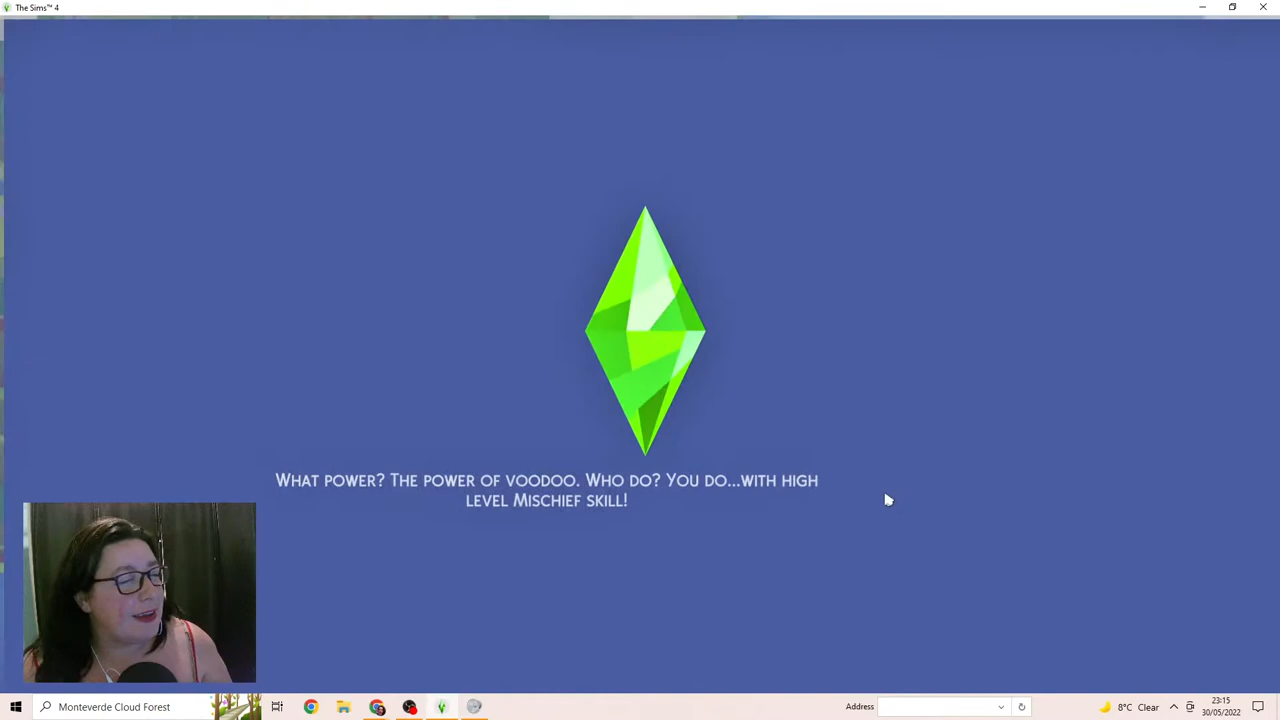 The Sims™ 4
What power? The power of voodoo. Who do? You do...with high
level Mischief skill!
Monteverde Cloud Forest
Address
8°C Clear
23:15
30/05/2022